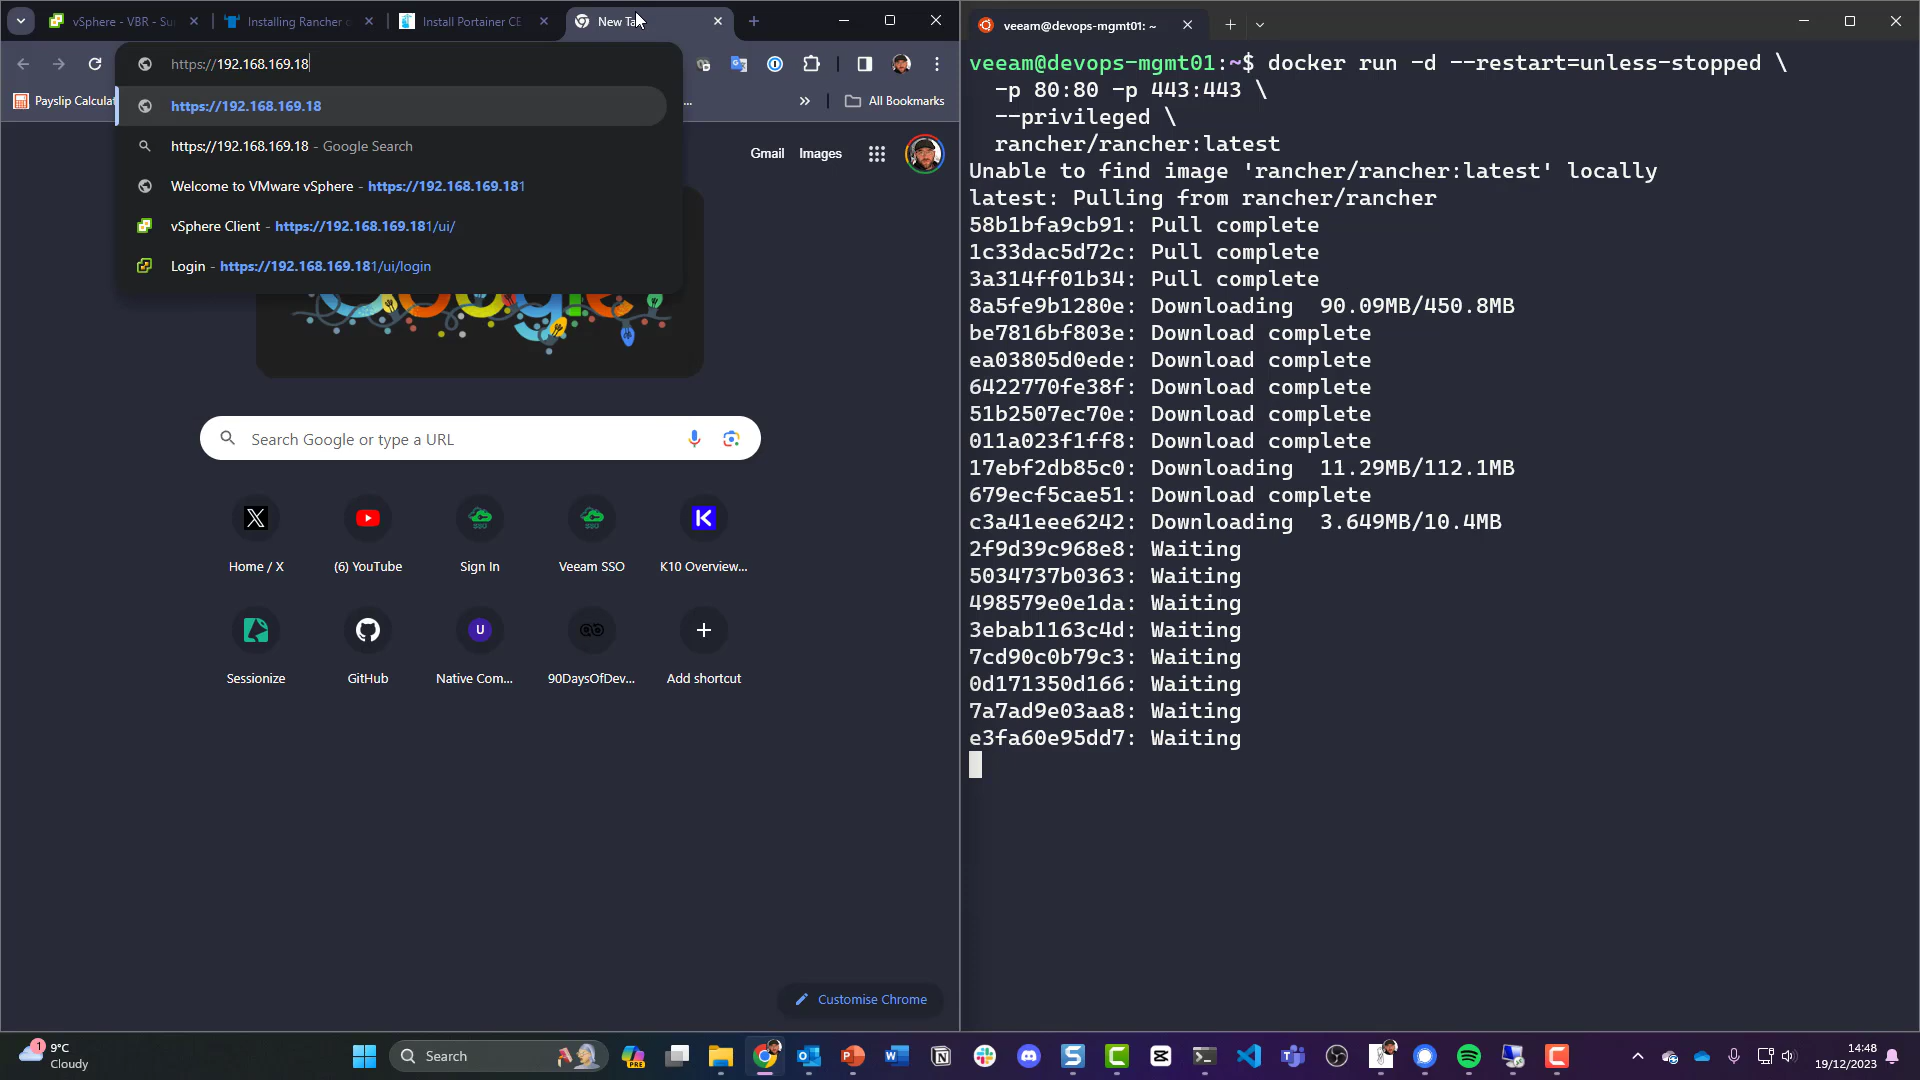 vSphere - VBR - Su
Installing Rancher o
Install Portainer CE
New Ta
https://192.168.169.18
https://192.168.169.18
https://192.168.169.18 - Google Search
Welcome to VMware vSphere - https://192.168.169.181
vSphere Client - https://192.168.169.181/ui/
Login - https://192.168.169.181/ui/login
Payslip Calculat
...
»
All Bookmarks
Gmail
Images
Search Google or type a URL
Home / X
(6) YouTube
Sign In
Veeam SSO
K10 Overview...
Sessionize
GitHub
U
Native Com...
90DaysOfDev...
Add shortcut
Customise Chrome
veeam@devops-mgmt01: ~
veeam@devops-mgmt01:~$ docker run -d --restart=unless-stopped \
-p 80:80 -p 443:443 \
--privileged \
rancher/rancher:latest
Unable to find image 'rancher/rancher:latest' locally
latest: Pulling from rancher/rancher
58b1bfa9cb91: Pull complete
1c33dac5d72c: Pull complete
3a314ff01b34: Pull complete
8a5fe9b1280e: Downloading 90.09MB/450.8MB
be7816bf803e: Download complete
ea03805d0ede: Download complete
6422770fe38f: Download complete
51b2507ec70e: Download complete
011a023f1ff8: Download complete
17ebf2db85c0: Downloading 11.29MB/112.1MB
679ecf5cae51: Download complete
c3a41eee6242: Downloading 3.649MB/10.4MB
2f9d39c968e8: Waiting
5034737b0363: Waiting
498579e0e1da: Waiting
3ebab1163c4d: Waiting
7cd90c0b79c3: Waiting
0d171350d166: Waiting
7a7ad9e03aa8: Waiting
e3fa60e95dd7: Waiting
1
9°C
Cloudy
Search
PRE
14:48
19/12/2023